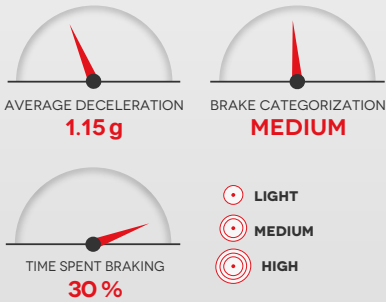 AVERAGE DECELERATION
1.15 g
BRAKE CATEGORIZATION
MEDIUM
TIME SPENT BRAKING
30 %
LIGHT
MEDIUM
HIGH